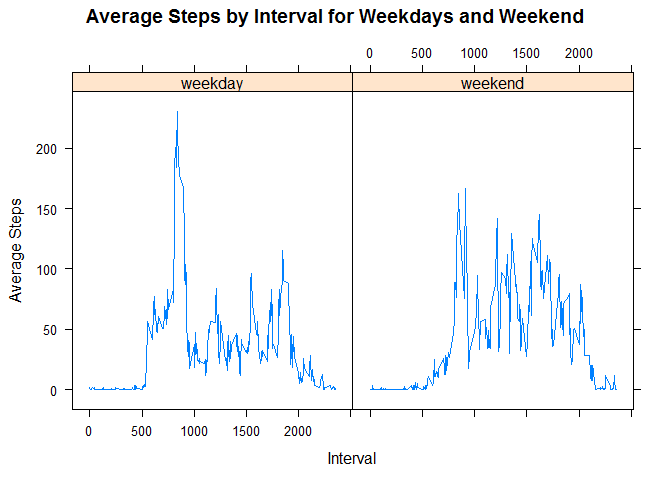 Average Steps by Interval for Weekdays and Weekend
0 500 1000 1500 2000
weekday weekend
200
150
100
50
0
Average Steps
0 500 1000 1500 2000
Interval